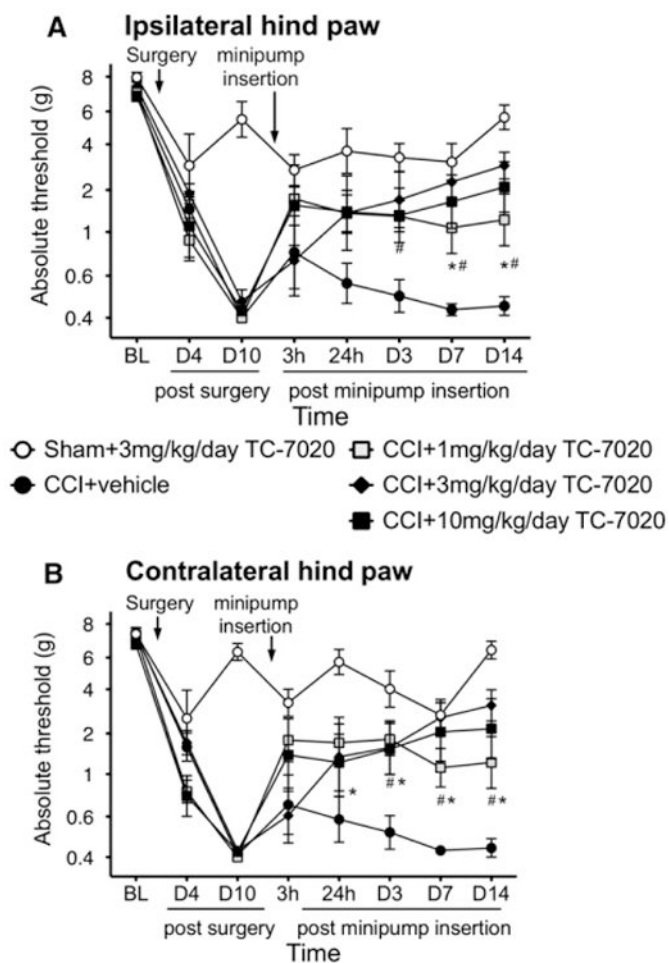 A Ipsilateral hind paw
Surgery
minipump
insertion
Absolute threshold (g)
8
6
4
2
1
0.6
0.4
BL D4 D10 3h 24h D3 D7 D14
# *# *#
post surgery post minipump insertion
Time
Sham+3mg/kg/day TC-7020 CCI+1mg/kg/day TC-7020
CCI+vehicle CCI+3mg/kg/day TC-7020
CCI+10mg/kg/day TC-7020
B Contralateral hind paw
Surgery minipump
insertion
Absolute threshold (g)
8
6
4
2
1
0.6
0.4
* #* #* #*
BL D4 D10 3h 24h D3 D7 D14
post surgery post minipump insertion
Time